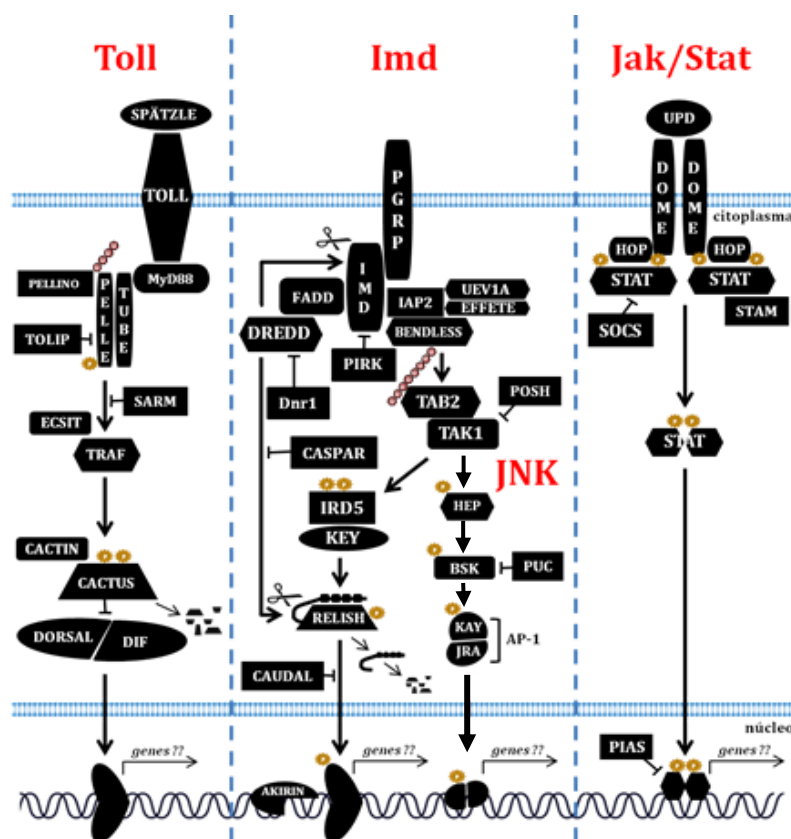 Toll
Imd
Jak/Stat
SPÄTZLE
TOLL
MyD88
PELLINO
PELLE
TUBE
TOLIP
SARM
ECSIT
TRAF
CACTIN
CACTUS
DORSAL
DIF
genes ??
PGRP
IMD
FADD
DREDD
IAP2
UEV1A
EFFETE
BENDLESS
PIRK
Dnr1
TAB2
TAK1
POSH
CASPAR
JNK
IRD5
KEY
HEP
BSK
PUC
RELISH
KAY
JRA
AP-1
CAUDAL
AKIRIN
genes ??
genes ??
UPD
DOME
DOME
citoplasma
HOP
HOP
STAT
STAT
SOCS
STAM
STAT
núcleo
PIAS
genes ??